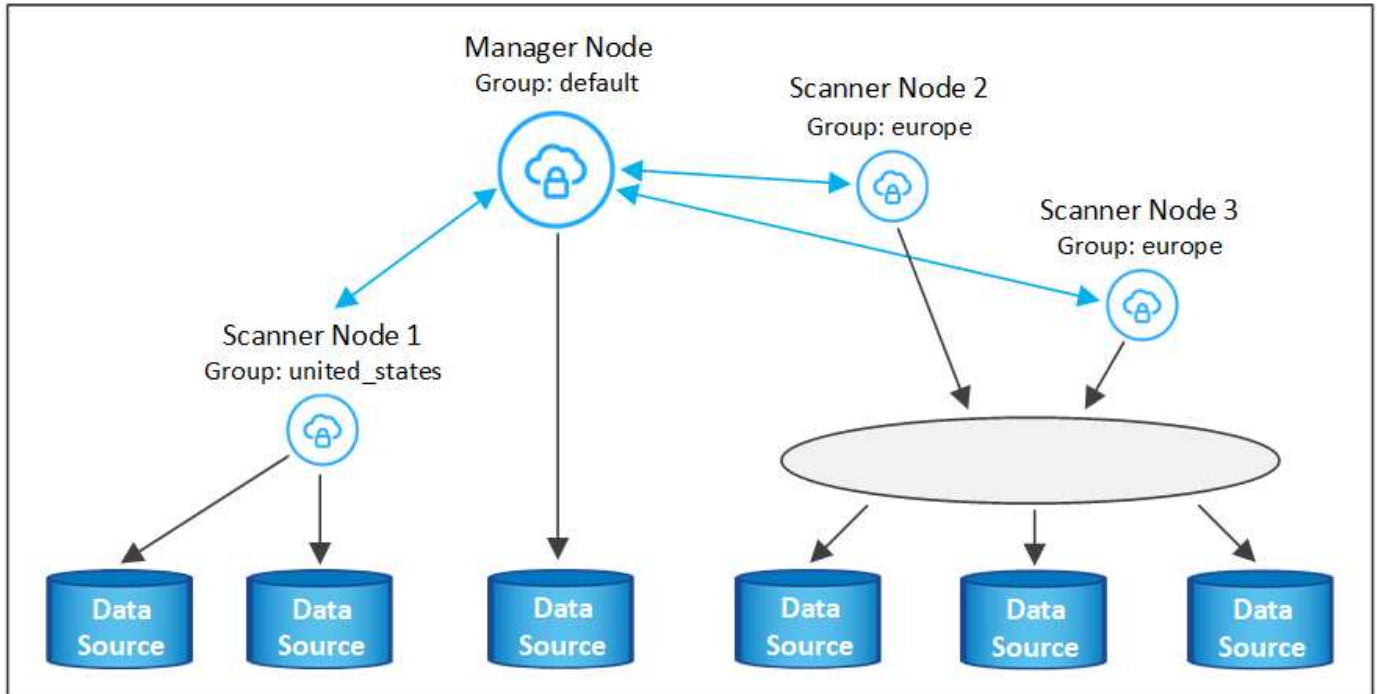 Manager Node
Group: default
Scanner Node 2
Group: europe
Scanner Node 3
Group: europe
Scanner Node 1
Group: united_states
Data
Source
Data
Source
Data
Source
Data
Source
Data
Source
Data
Source